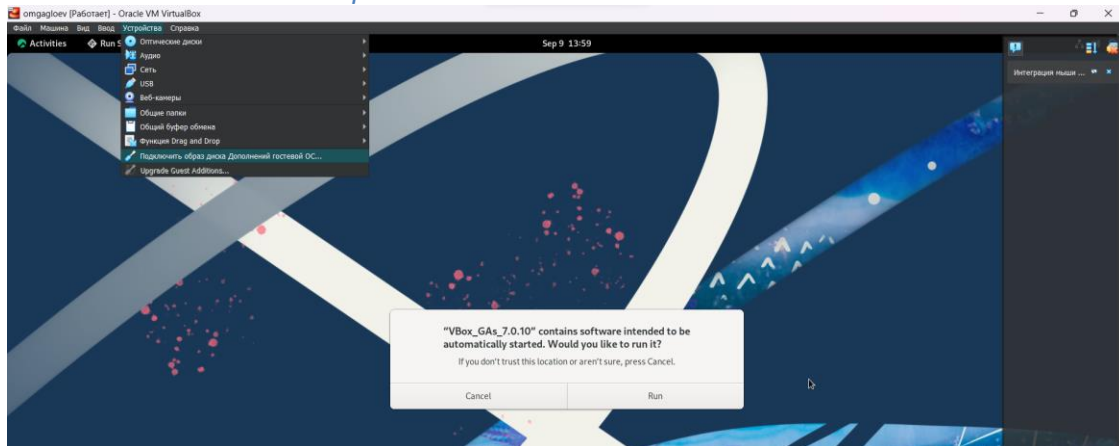 omgagloev [Работает] - Oracle VM VirtualBox
Файл Машина Вид Ввод Устройства Справка
Activities
Run S
Sep 9 13:59
Оптические диски
Аудио
Сеть
USB
Веб-камеры
Общие папки
Общий буфер обмена
Функция Drag and Drop
Подключить образ диска Дополнений гостевой ОС...
Upgrade Guest Additions...
Интеграция мыши ...
"VBox_GAs_7.0.10" contains software intended to be
automatically started. Would you like to run it?
If you don't trust this location or aren't sure, press Cancel.
Cancel
Run